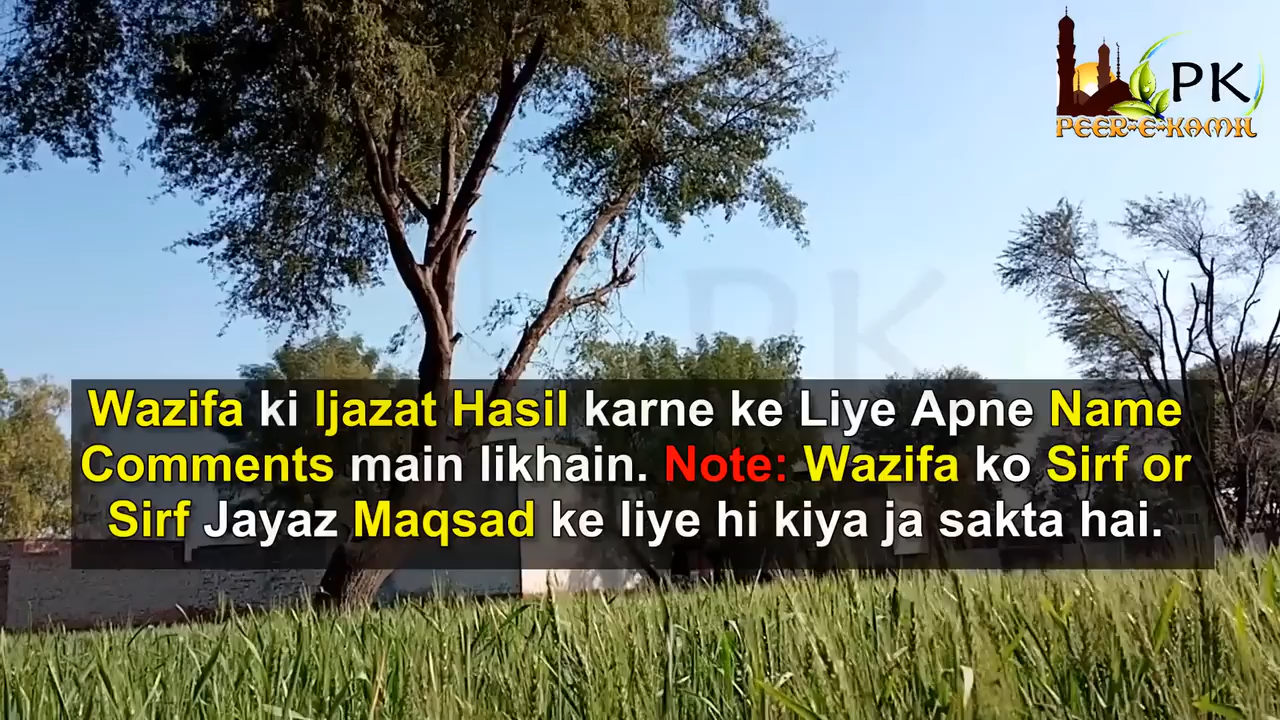 PK
PEER-E-KAMIL
PK
Wazifa ki Ijazat Hasil karne ke Liye Apne Name
Comments main likhain. Note: Wazifa ko Sirf or
Sirf Jayaz Maqsad ke liye hi kiya ja sakta hai.